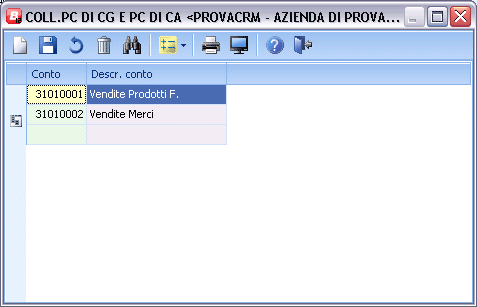 COLL.PC DI CG E PC DI CA <PROVACRM - AZIENDA DI PROVA...
Conto Descr. conto
31010001 Vendite Prodotti F.
31010002 Vendite Merci